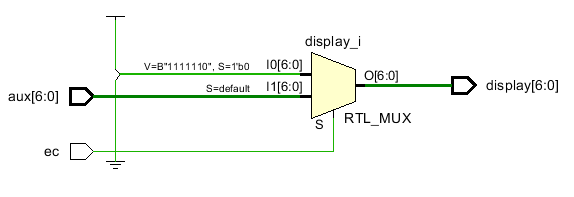 display_i
V=B"1111110", S=1'b0
I0[6:0]
S=default
I1[6:0]
O[6:0]
aux[6:0]
display[6:0]
S
RTL_MUX
ec